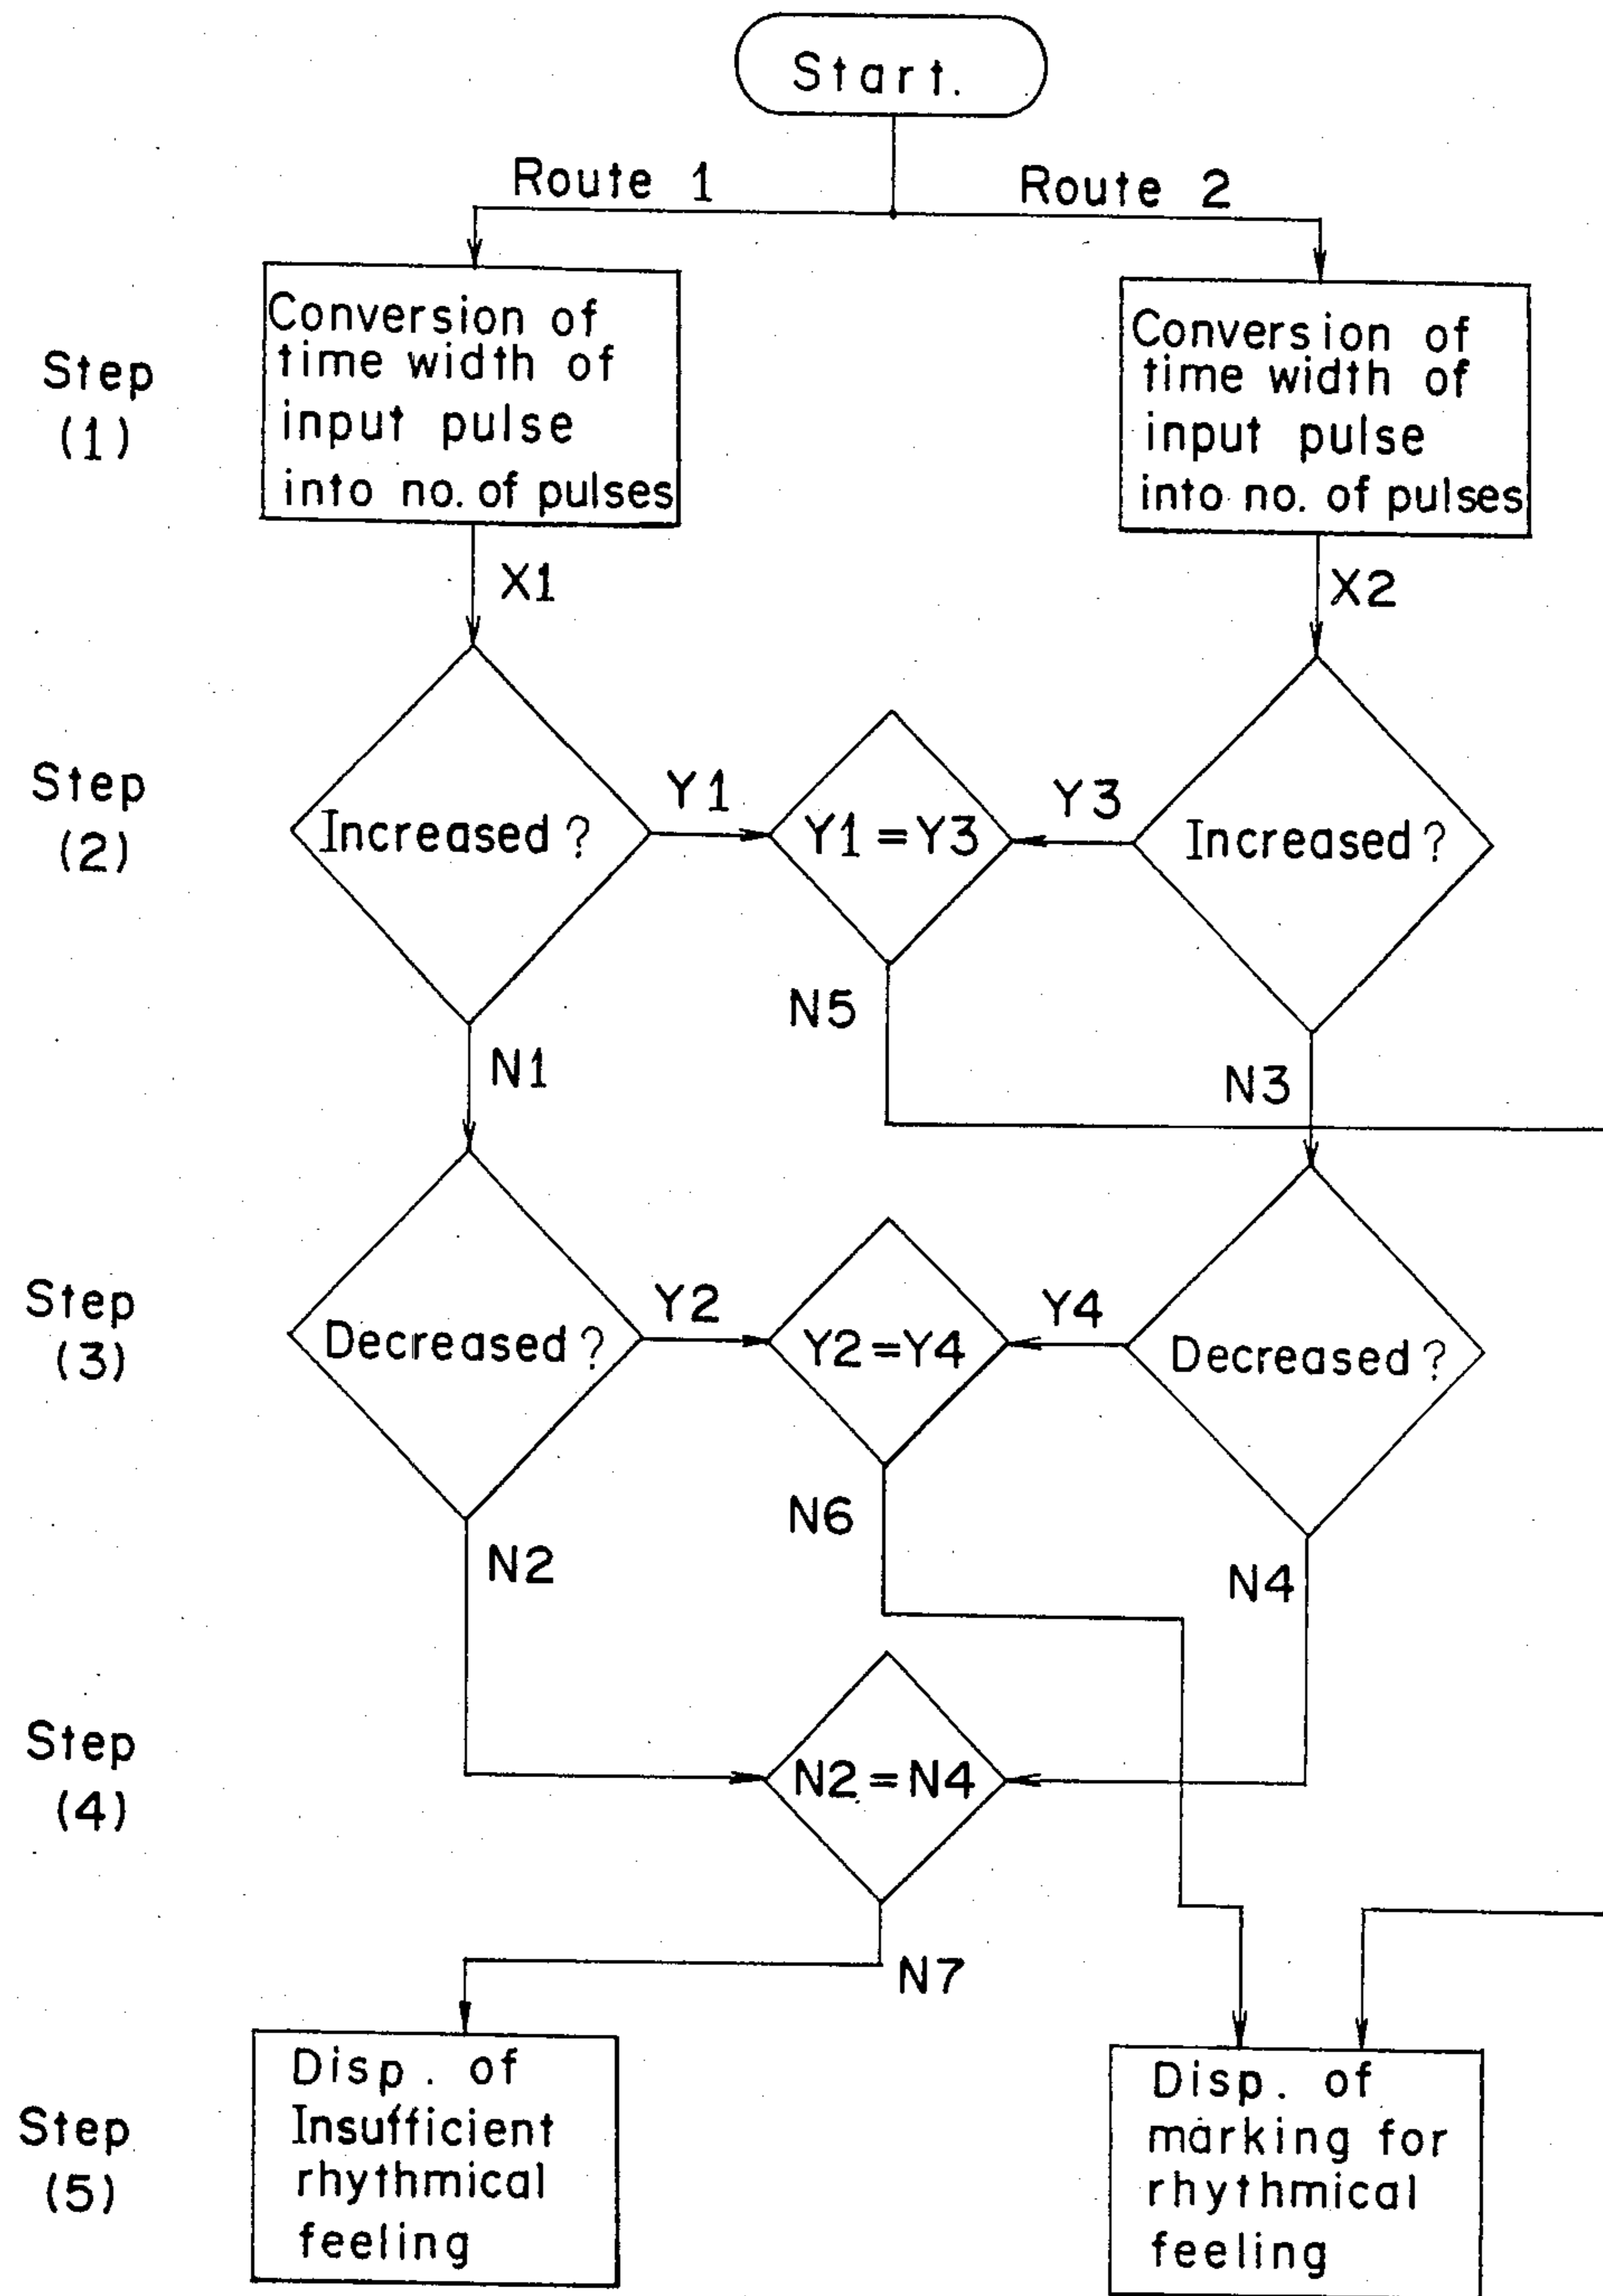 Start.
Route 1
Route 2
Step
(1)
Conversion of
time width of
input pulse
into no. of pulses
Conversion of
time width of
input pulse
into no. of pulses
X1
X2
Step
(2)
Increased?
Y1
Y1=Y3
Y3
Increased?
N5
N1
N3
Step
(3)
Decreased?
Y2
Y2=Y4
Y4
Decreased?
N6
N2
N4
Step
(4)
N2=N4
N7
Step
(5)
Disp. of
Insufficient
rhythmical
feeling
Disp. of
marking for
rhythmical
feeling